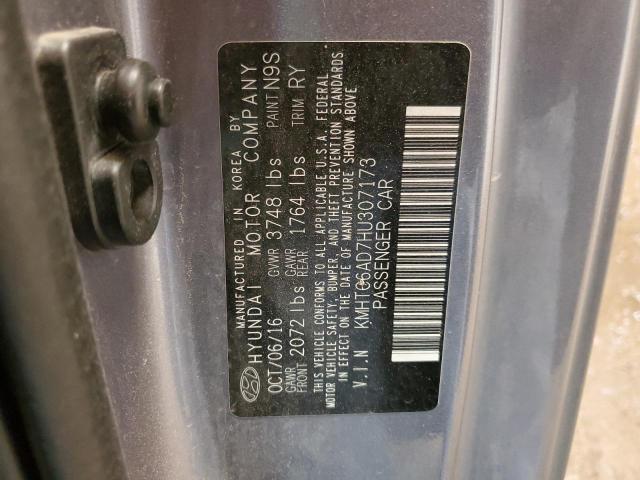 MANUFACTURED IN KOREA BY
HYUNDAI MOTOR COMPANY
OCT/06/16 GVWR 3748 lbs PAINT N9S
GAWR FRONT 2072 lbs GAWR REAR 1764 lbs TRIM RY
THIS VEHICLE CONFORMS TO ALL APPLICABLE U.S.A. FEDERAL
MOTOR VEHICLE SAFETY, BUMPER, AND THEFT PREVENTION STANDARDS
IN EFFECT ON THE DATE OF MANUFACTURE SHOWN ABOVE
V.I.N KMHTC6AD7HU307173
PASSENGER CAR